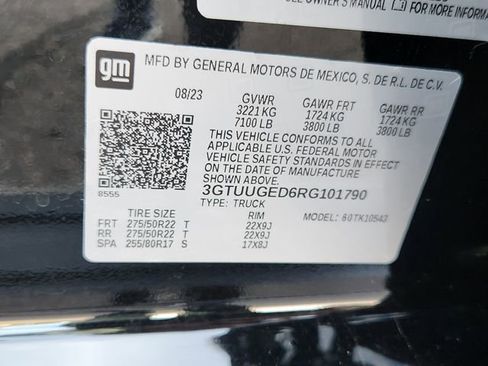 SEE OWNER'S MANUAL FOR MORE INFORMA
gm
MFD BY GENERAL MOTORS DE MEXICO, S. DE R.L. DE C.V.
08/23 GVWR GAWR FRT GAWR RR
3221 KG 1724 KG 1724 KG
7100 LB 3800 LB 3800 LB
THIS VEHICLE CONFORMS TO ALL
APPLICABLE U.S. FEDERAL MOTOR
VEHICLE SAFETY
THEFT PREVENTION
STANDARDS IN EFFECT ON THE DATE
OF MANUFACTURE SHOWN ABOVE.
3GTUUGED6RG101790
8555
TYPE: TRUCK
TIRE SIZE RIM MODEL:
FRT 275/50R22 T 22X9J
RR 275/50R22 T 22X9J
SPA 255/80R17 S 17X8J